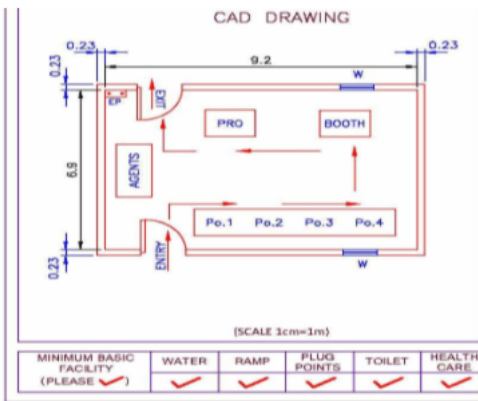 CAD DRAWING
0.23
9.2
0.23
0.23
W
EXIT
EP
PRO
BOOTH
6.9
AGENTS
Po.1 Po.2 Po.3 Po.4
ENTRY
0.23
W
(SCALE 1cm=1m)
MINIMUM BASIC
FACILITY
(PLEASE ✓)
WATER
RAMP
PLUG
POINTS
TOILET
HEALTH
CARE